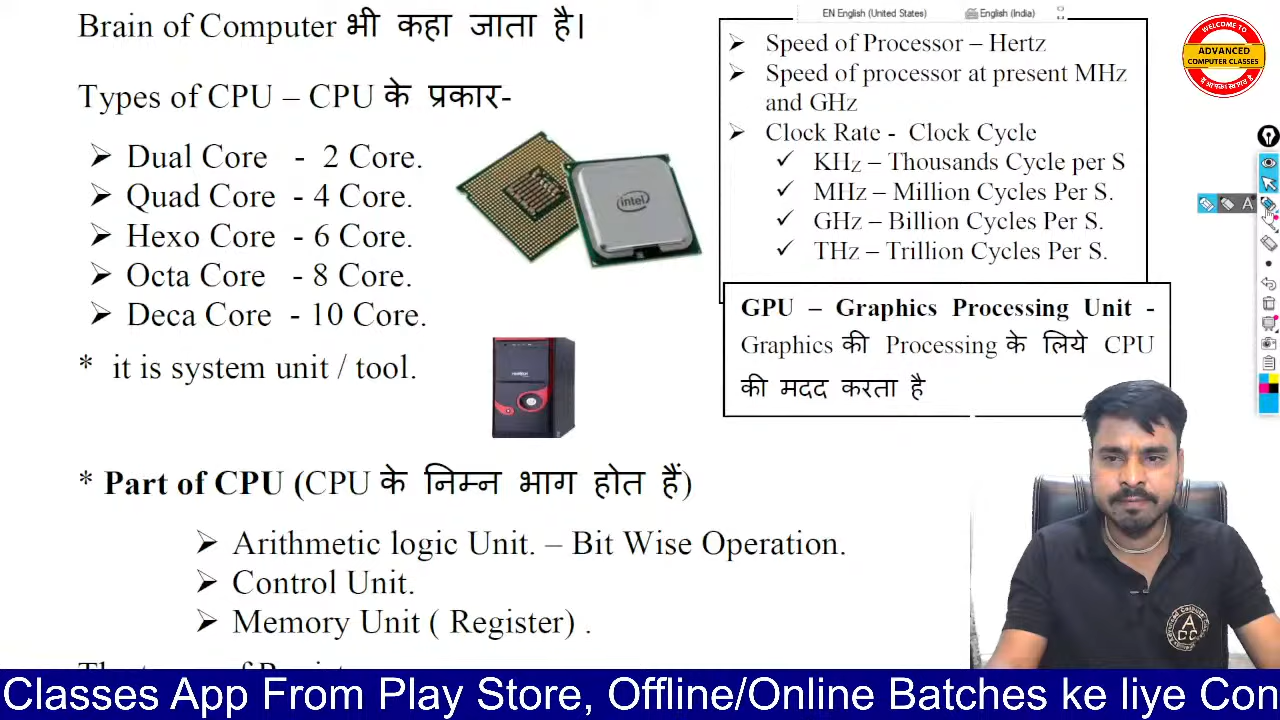 Brain of Computer भी कहा जाता है।
Types of CPU – CPU के प्रकार-
➢ Dual Core - 2 Core.
➢ Quad Core - 4 Core.
➢ Hexo Core - 6 Core.
➢ Octa Core - 8 Core.
➢ Deca Core - 10 Core.
* it is system unit / tool.
intel
* Part of CPU (CPU के निम्न भाग होत हैं)
➢ Arithmetic logic Unit. – Bit Wise Operation.
➢ Control Unit.
➢ Memory Unit ( Register) .
EN English (United States) English (India)
➢ Speed of Processor – Hertz
➢ Speed of processor at present MHz
and GHz
➢ Clock Rate - Clock Cycle
✓ KHz – Thousands Cycle per S
✓ MHz – Million Cycles Per S.
✓ GHz – Billion Cycles Per S.
✓ THz – Trillion Cycles Per S.
GPU – Graphics Processing Unit -
Graphics की Processing के लिये CPU
की मदद करता है
WELCOME TO
ADVANCED
COMPUTER CLASSES
A
A
C C
Classes App From Play Store, Offline/Online Batches ke liye Con